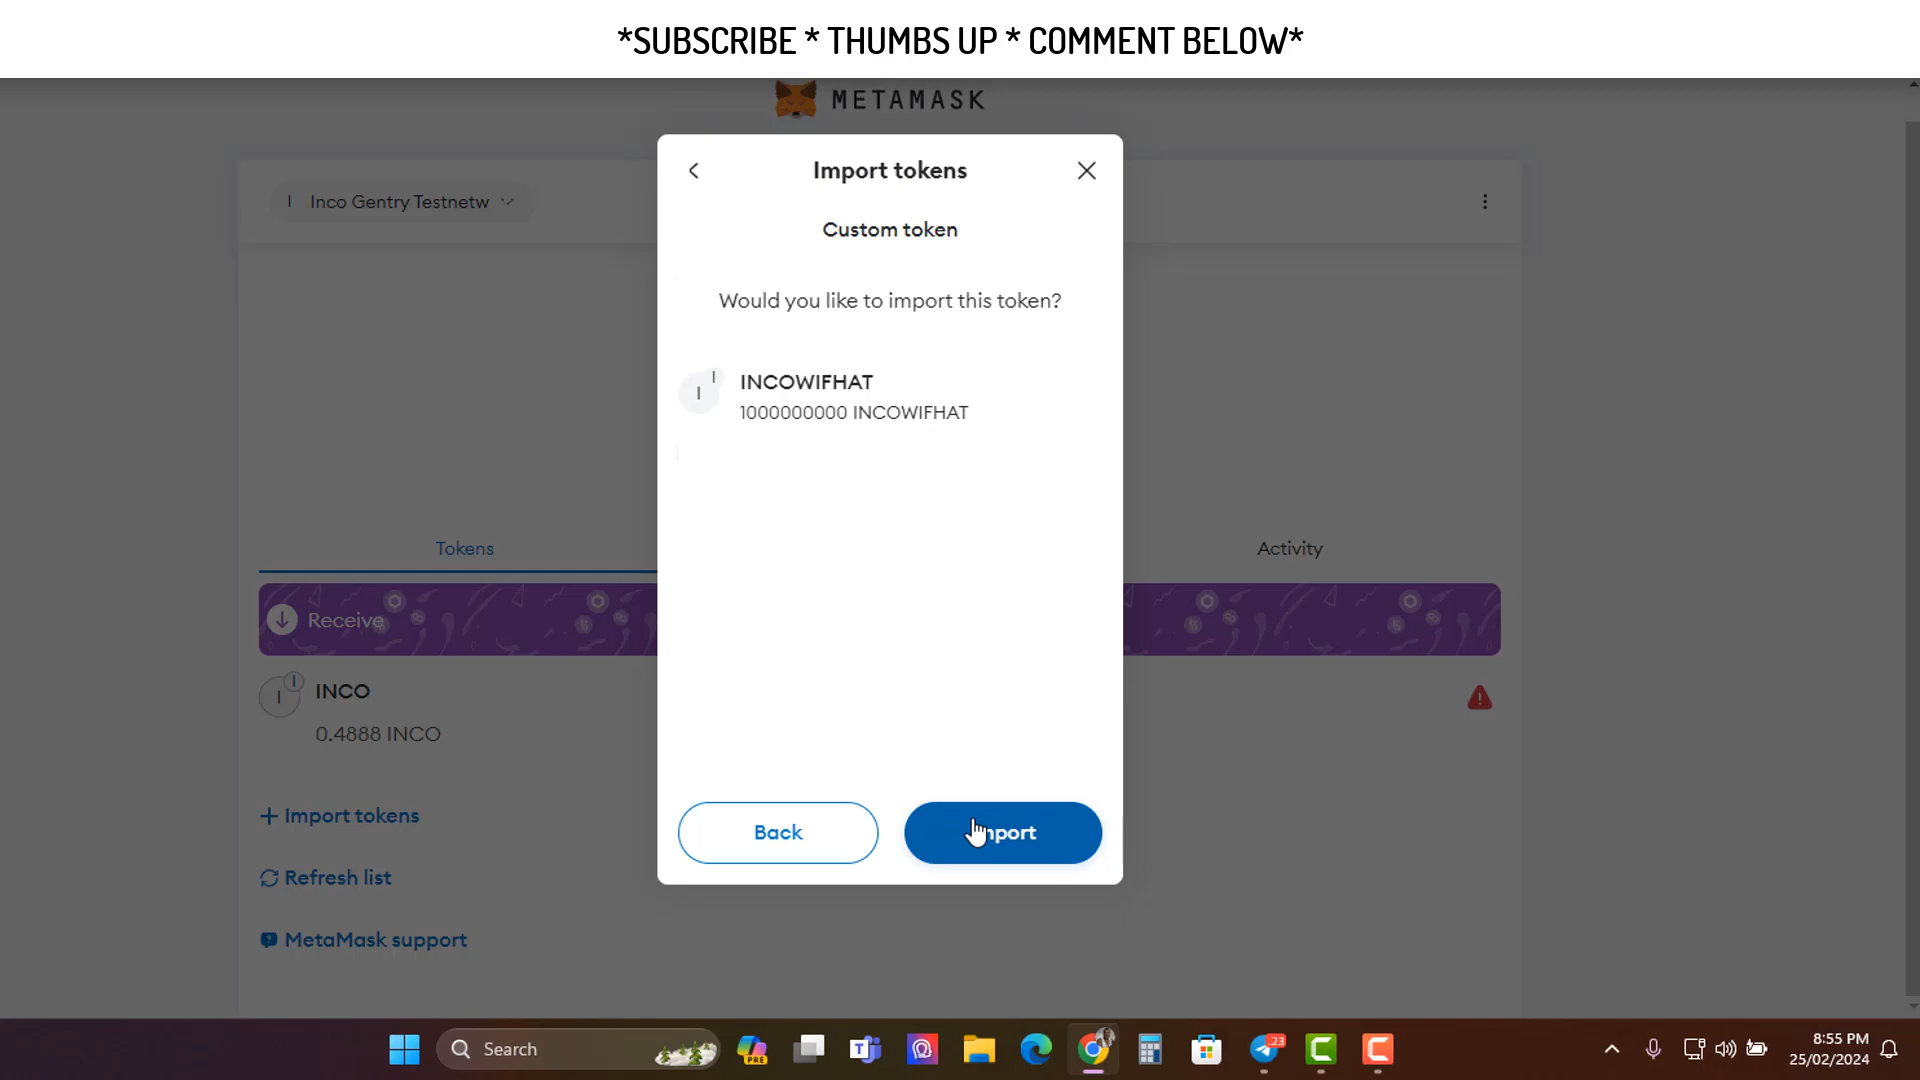 *SUBSCRIBE * THUMBS UP * COMMENT BELOW*
METAMASK
Import tokens
I Inco Gentry Testnetw
Custom token
Would you like to import this token?
I
I
INCOWIFHAT
1000000000 INCOWIFHAT
Tokens
Activity
Receive
I
I
INCO
0.4888 INCO
Import tokens
Back
Refresh list
MetaMask support
Search
PRE
T
23
8:55 PM
25/02/2024